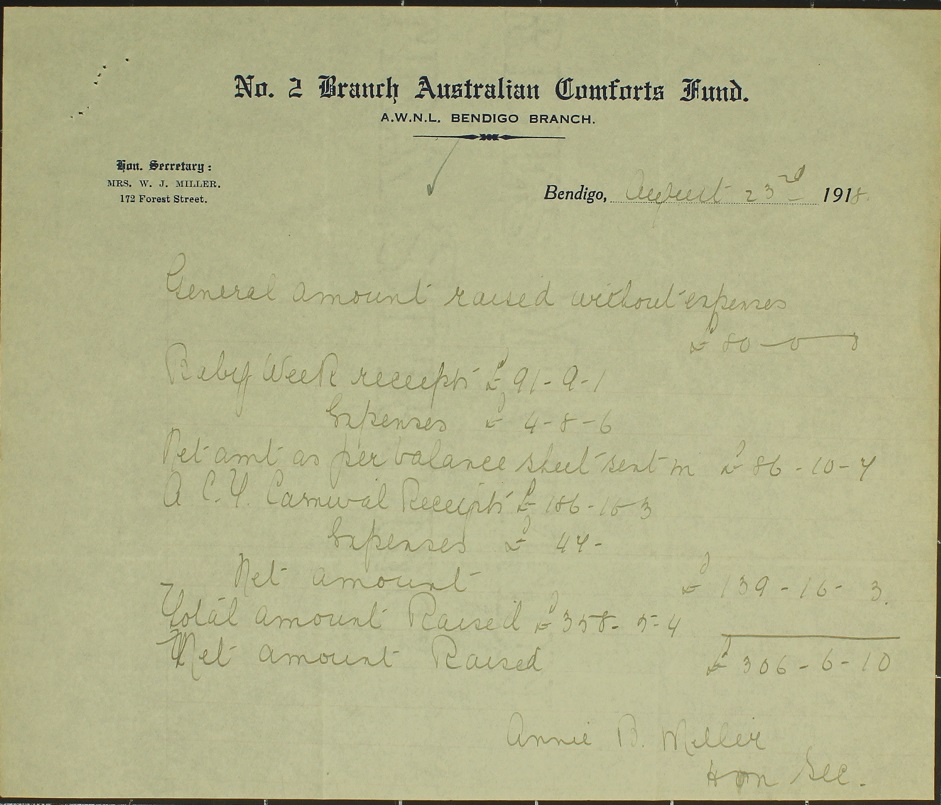 No. 2 Branch Australian Comforts Fund.
A.W.N.L. BENDIGO BRANCH.
Hon. Secretary:
MRS. W. J. MILLER.
172 Forest Street.
Bendigo, August 23rd 1918.
General amount raised without expenses
£80-0-0
Baby Week receipts £91-9-1
Expenses £4-8-6
Net amt as per balance sheet sent in £86-10-7
A C. F. Carnival Receipts £186-16-3
Expenses £47-
Net amount £139-16-3.
Total amount Raised £358-5-4
Net amount Raised £306-6-10
Annie B. Miller
Hon Sec.